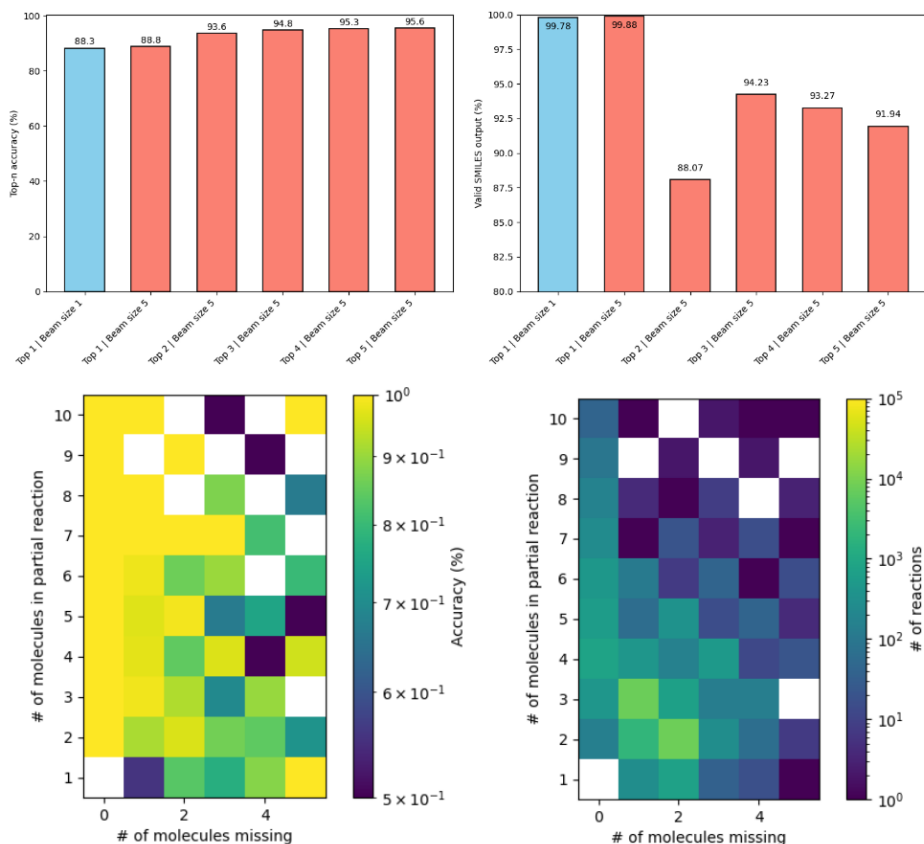 Top-n accuracy (%)
100
80
60
40
20
0
88.3
88.8
93.6
94.8
95.3
95.6
Top 1 | Beam size 1
Top 1 | Beam size 5
Top 2 | Beam size 5
Top 3 | Beam size 5
Top 4 | Beam size 5
Top 5 | Beam size 5
Valid SMILES output (%)
100.0
97.5
95.0
92.5
90.0
87.5
85.0
82.5
80.0
99.78
99.88
88.07
94.23
93.27
91.94
Top 1 | Beam size 1
Top 1 | Beam size 5
Top 2 | Beam size 5
Top 3 | Beam size 5
Top 4 | Beam size 5
Top 5 | Beam size 5
# of molecules in partial reaction
10
9
8
7
6
5
4
3
2
1
0 2 4
# of molecules missing
10⁰
9 × 10⁻¹
8 × 10⁻¹
7 × 10⁻¹
6 × 10⁻¹
5 × 10⁻¹
Accuracy (%)
# of molecules in partial reaction
10
9
8
7
6
5
4
3
2
1
0 2 4
# of molecules missing
10⁵
10⁴
10³
10²
10¹
10⁰
# of reactions